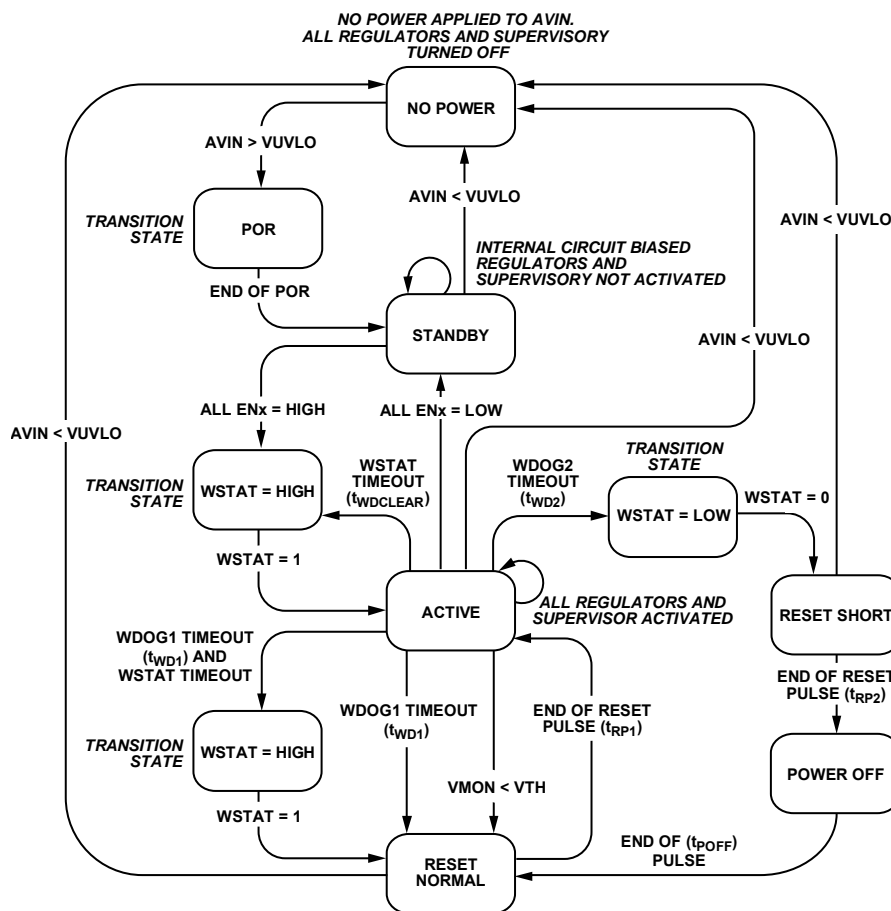 NO POWER APPLIED TO AVIN.
ALL REGULATORS AND SUPERVISORY
TURNED OFF
NO POWER
AVIN > VUVLO
AVIN < VUVLO
TRANSITION
STATE
POR
AVIN < VUVLO
INTERNAL CIRCUIT BIASED
REGULATORS AND
SUPERVISORY NOT ACTIVATED
END OF POR
STANDBY
AVIN < VUVLO
ALL ENx = HIGH
ALL ENx = LOW
AVIN < VUVLO
TRANSITION
STATE
WSTAT = HIGH
WSTAT
TIMEOUT
(tWDCLEAR)
WDOG2
TIMEOUT
(tWD2)
TRANSITION
STATE
WSTAT = LOW
WSTAT = 0
WSTAT = 1
ACTIVE
ALL REGULATORS AND
SUPERVISOR ACTIVATED
RESET SHORT
WDOG1 TIMEOUT
(tWD1) AND
WSTAT TIMEOUT
END OF RESET
PULSE (tRP2)
WDOG1 TIMEOUT
(tWD1)
END OF RESET
PULSE (tRP1)
TRANSITION
STATE
WSTAT = HIGH
POWER OFF
VMON < VTH
WSTAT = 1
RESET
NORMAL
END OF (tPOFF)
PULSE